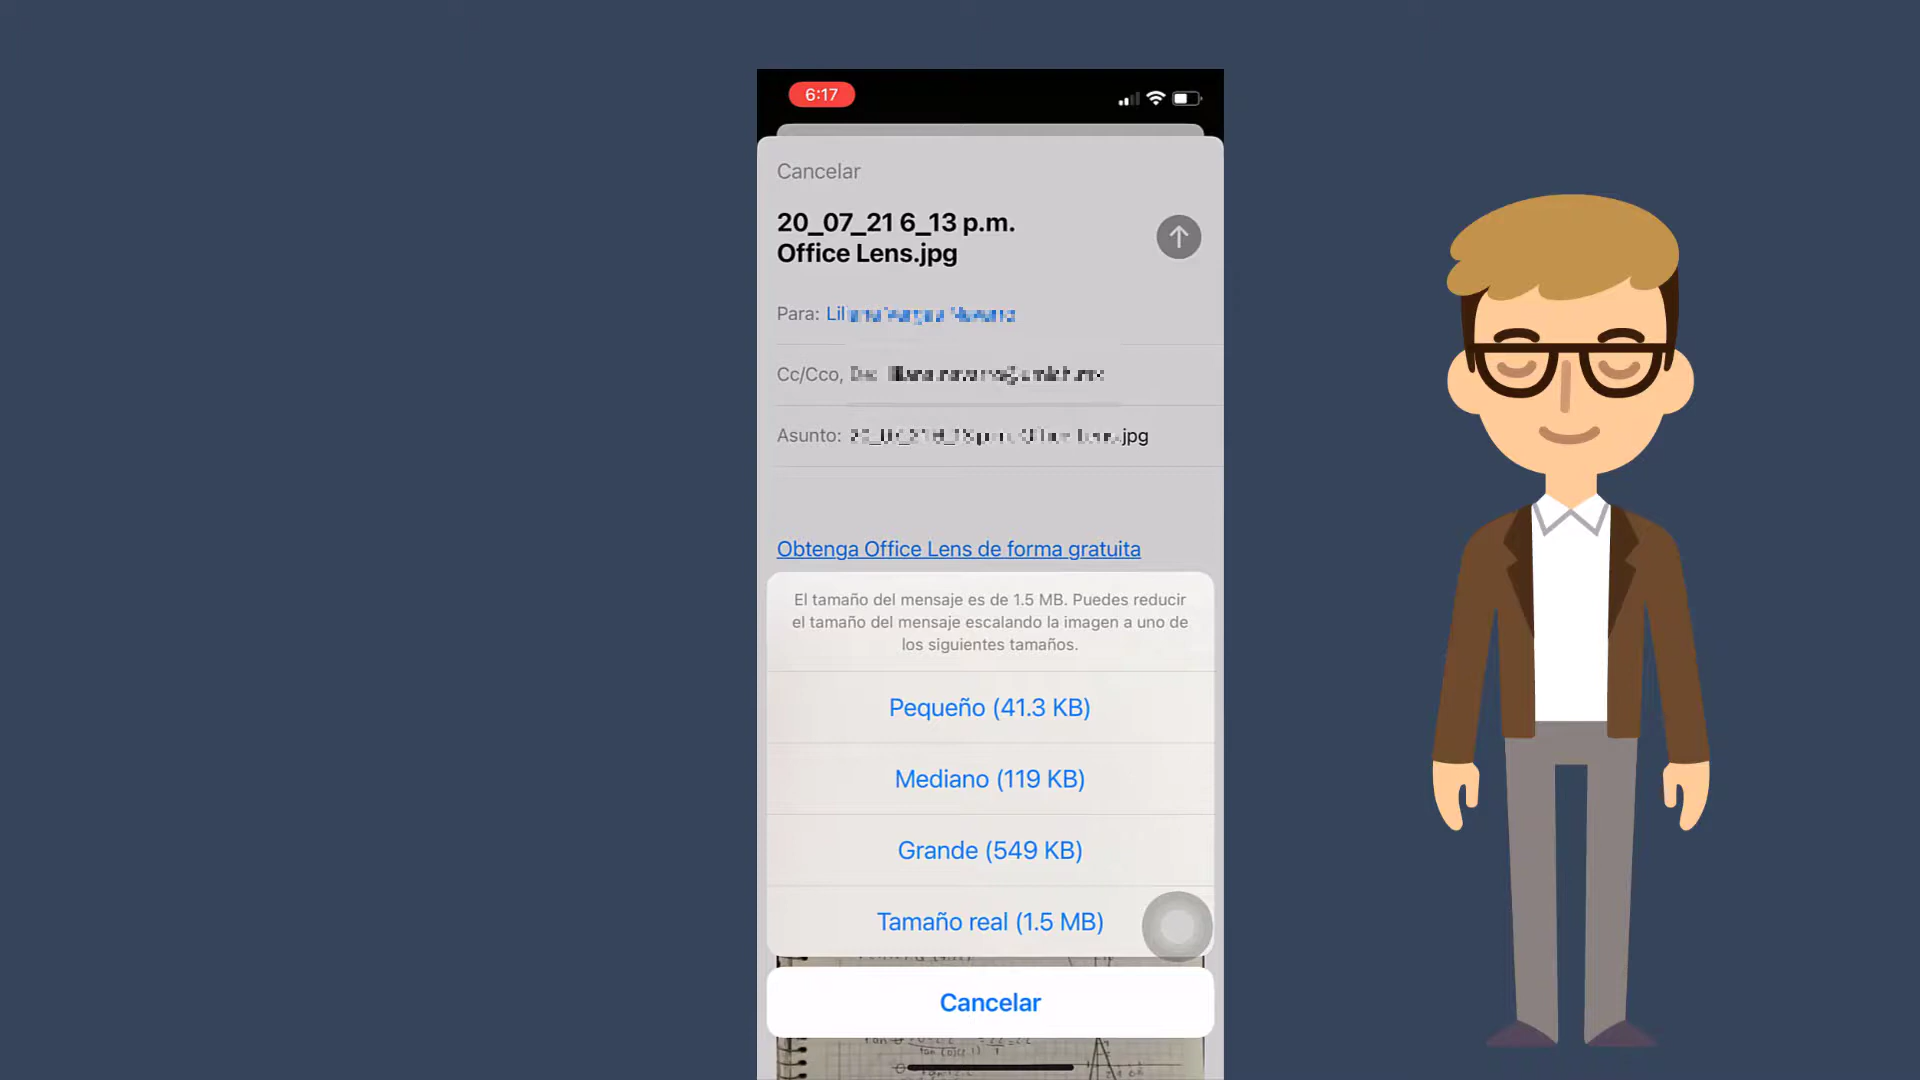 6:17
Cancelar
20_07_21 6_13 p.m.
Office Lens.jpg
Para:
Cc/Cco,
Asunto: .jpg
Obtenga Office Lens de forma gratuita
El tamaño del mensaje es de 1.5 MB. Puedes reducir
el tamaño del mensaje escalando la imagen a uno de
los siguientes tamaños.
Pequeño (41.3 KB)
Mediano (119 KB)
Grande (549 KB)
Tamaño real (1.5 MB)
Cancelar